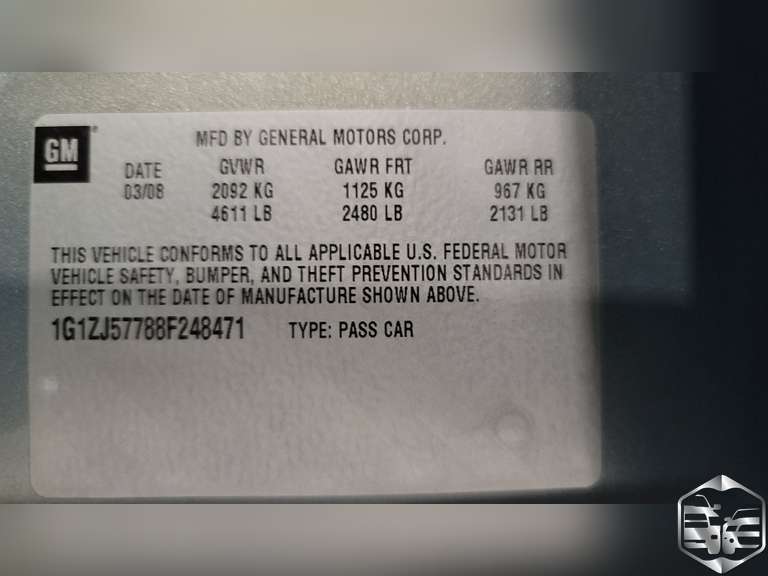 GM
MFD BY GENERAL MOTORS CORP.
DATE GVWR GAWR FRT GAWR RR
03/08 2092 KG 1125 KG 967 KG
4611 LB 2480 LB 2131 LB
THIS VEHICLE CONFORMS TO ALL APPLICABLE U.S. FEDERAL MOTOR
VEHICLE SAFETY, BUMPER, AND THEFT PREVENTION STANDARDS IN
EFFECT ON THE DATE OF MANUFACTURE SHOWN ABOVE.
1G1ZJ57788F248471 TYPE: PASS CAR